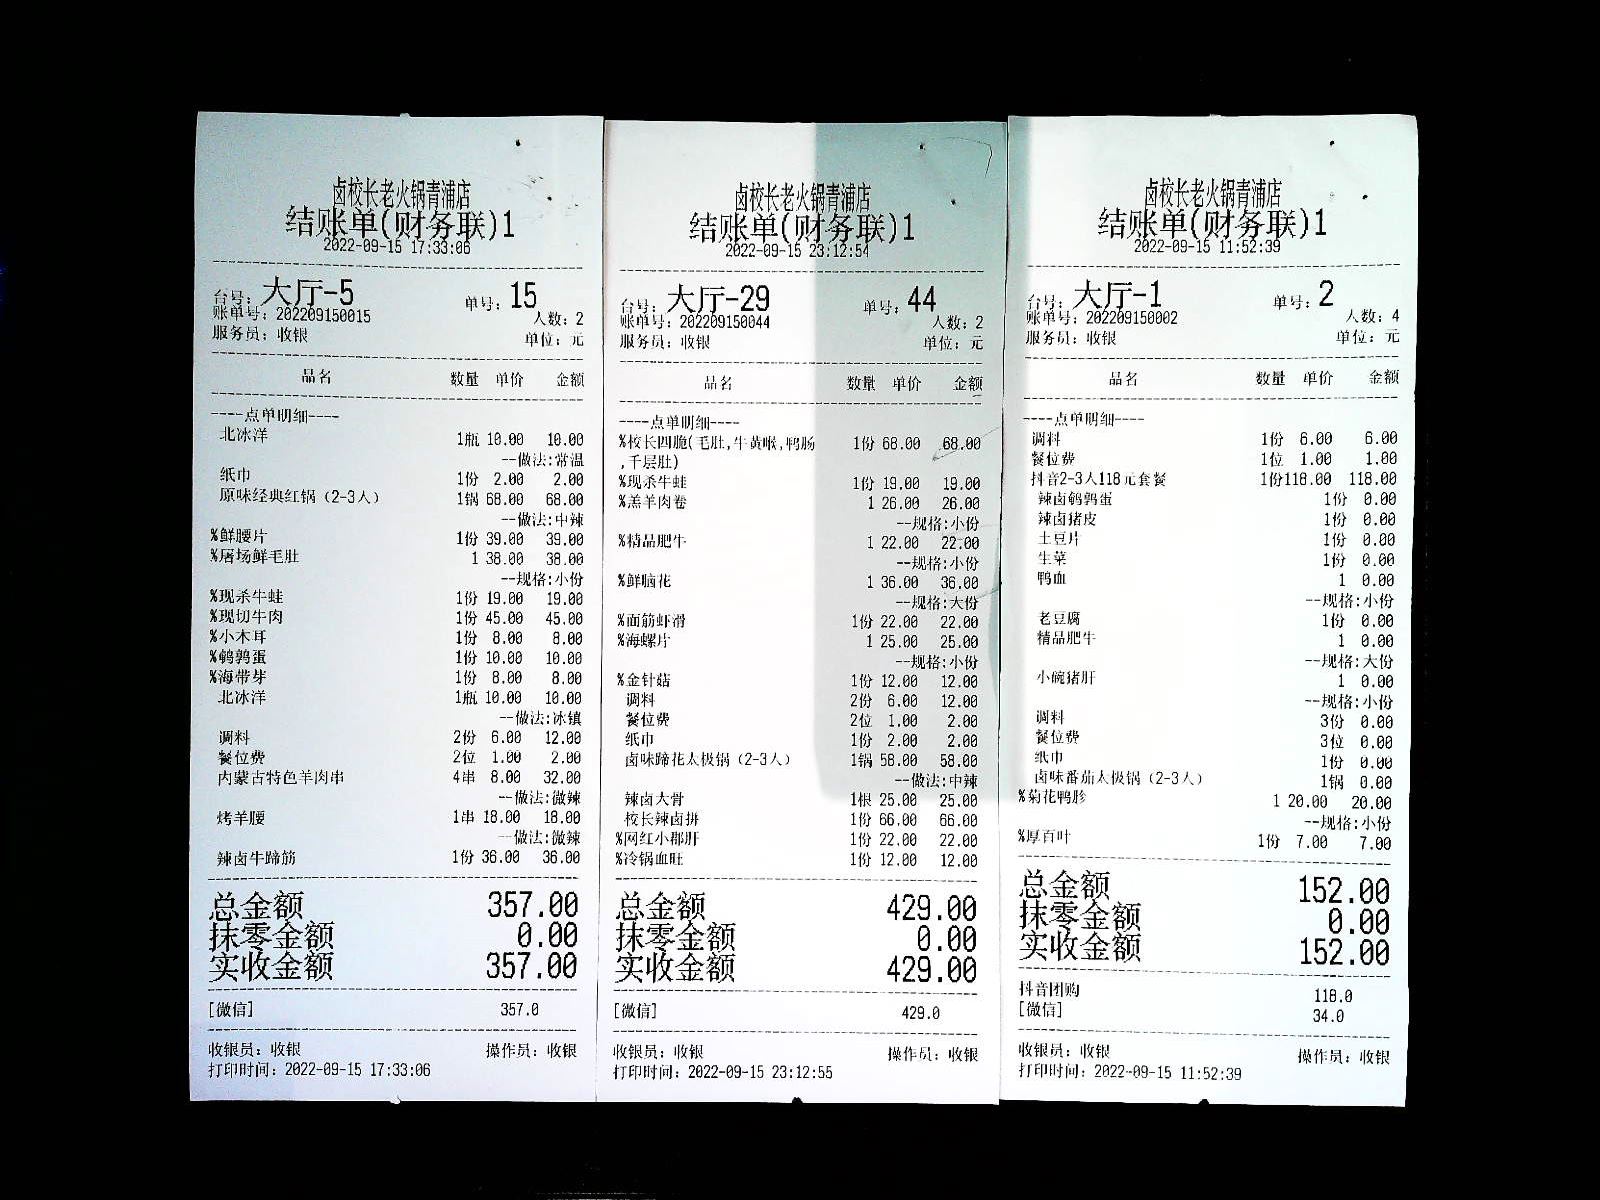 卤校长老火锅青浦店
结账单(财务联)1
2022-09-15 17:33:06
台号: 大厅-5 单号: 15
账单号: 202209150015 人数: 2
服务员: 收银 单位: 元
品名 数量 单价 金额
----点单明细----
北冰洋 1瓶 10.00 10.00
--做法:常温
纸巾 1份 2.00 2.00
原味经典红锅（2-3人） 1锅 68.00 68.00
--做法:中辣
%鲜腰片 1份 39.00 39.00
%屠场鲜毛肚 1 38.00 38.00
--规格:小份
%现杀牛蛙 1份 19.00 19.00
%现切牛肉 1份 45.00 45.00
%小木耳 1份 8.00 8.00
%鹌鹑蛋 1份 10.00 10.00
%海带芽 1份 8.00 8.00
北冰洋 1瓶 10.00 10.00
--做法:冰镇
调料 2份 6.00 12.00
餐位费 2位 1.00 2.00
内蒙古特色羊肉串 4串 8.00 32.00
--做法:微辣
烤羊腰 1串 18.00 18.00
--做法:微辣
辣卤牛蹄筋 1份 36.00 36.00
总金额 357.00
抹零金额 0.00
实收金额 357.00
[微信] 357.0
收银员: 收银 操作员: 收银
打印时间: 2022-09-15 17:33:06
卤校长老火锅青浦店
结账单(财务联)1
2022-09-15 23:12:54
台号: 大厅-29 单号: 44
账单号: 202209150044 人数: 2
服务员: 收银 单位: 元
品名 数量 单价 金额
----点单明细----
%校长四脆(毛肚,牛黄喉,鸭肠 1份 68.00 68.00
,千层肚)
%现杀牛蛙 1份 19.00 19.00
%羔羊肉卷 1 26.00 26.00
--规格:小份
%精品肥牛 1 22.00 22.00
--规格:小份
%鲜脑花 1 36.00 36.00
--规格:大份
%面筋虾滑 1份 22.00 22.00
%海螺片 1 25.00 25.00
--规格:小份
%金针菇 1份 12.00 12.00
调料 2份 6.00 12.00
餐位费 2位 1.00 2.00
纸巾 1份 2.00 2.00
卤味蹄花太极锅（2-3人） 1锅 58.00 58.00
--做法:中辣
辣卤大骨 1根 25.00 25.00
校长辣卤拼 1份 66.00 66.00
%网红小郡肝 1份 22.00 22.00
%冷锅血旺 1份 12.00 12.00
总金额 429.00
抹零金额 0.00
实收金额 429.00
[微信] 429.0
收银员: 收银 操作员: 收银
打印时间: 2022-09-15 23:12:55
卤校长老火锅青浦店
结账单(财务联)1
2022-09-15 11:52:39
台号: 大厅-1 单号: 2
账单号: 202209150002 人数: 4
服务员: 收银 单位: 元
品名 数量 单价 金额
----点单明细----
调料 1份 6.00 6.00
餐位费 1位 1.00 1.00
抖音2-3人118元套餐 1份118.00 118.00
辣卤鹌鹑蛋 1份 0.00
辣卤猪皮 1份 0.00
土豆片 1份 0.00
生菜 1份 0.00
鸭血 1 0.00
--规格:小份
老豆腐 1份 0.00
精品肥牛 1 0.00
--规格:大份
小碗猪肝 1 0.00
--规格:小份
调料 3份 0.00
餐位费 3位 0.00
纸巾 1份 0.00
卤味番茄太极锅（2-3人） 1锅 0.00
%菊花鸭胗 1 20.00 20.00
--规格:小份
%厚百叶 1份 7.00 7.00
总金额 152.00
抹零金额 0.00
实收金额 152.00
抖音团购 118.0
[微信] 34.0
收银员: 收银 操作员: 收银
打印时间: 2022-09-15 11:52:39